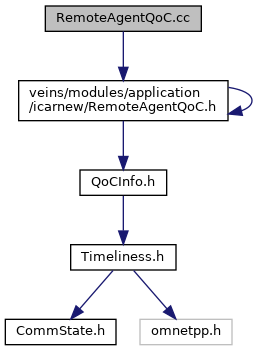 RemoteAgentQoC.cc
veins/modules/application
/icarnew/RemoteAgentQoC.h
QoCInfo.h
Timeliness.h
CommState.h
omnetpp.h